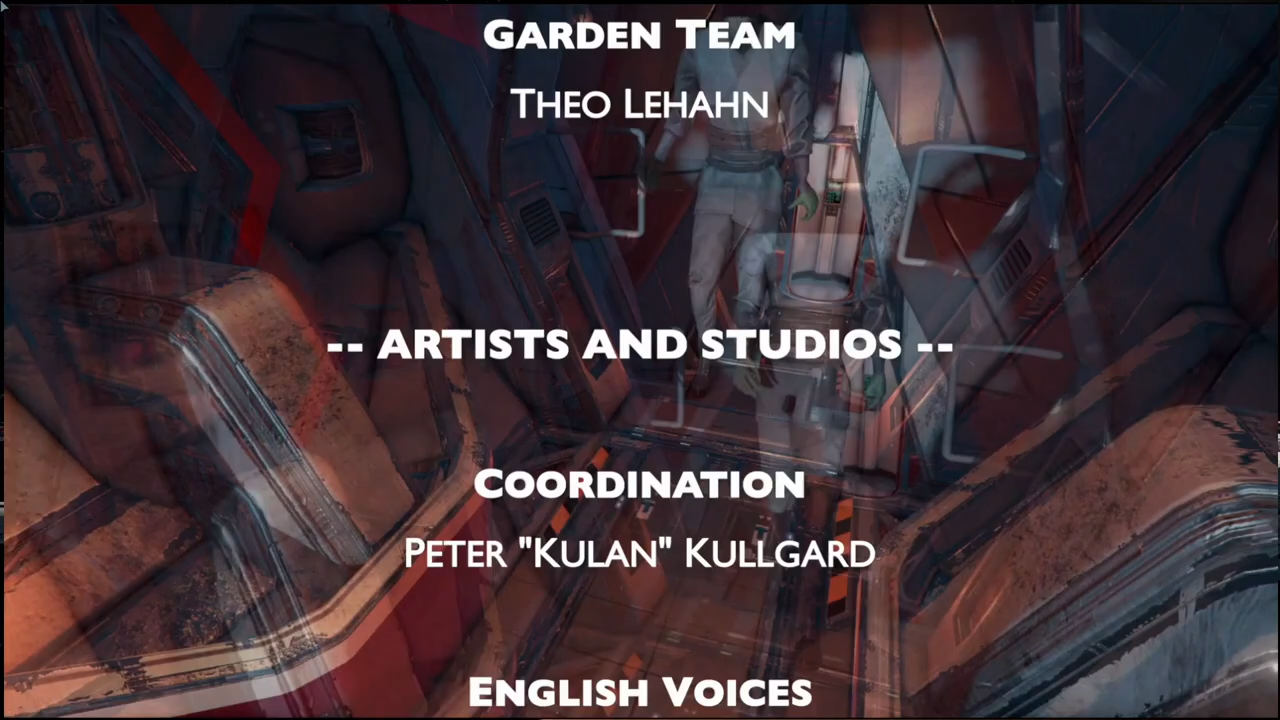 GARDEN TEAM
THEO LEHAHN
-- ARTISTS AND STUDIOS --
COORDINATION
PETER "KULAN" KULLGARD
ENGLISH VOICES